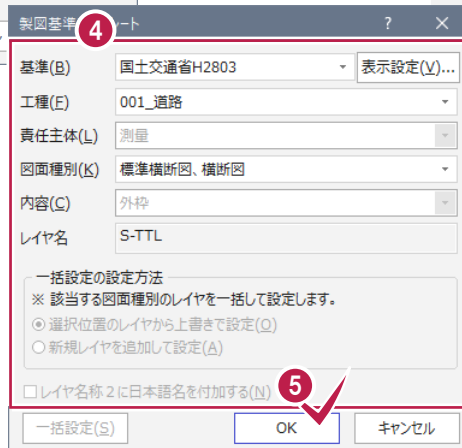 製図基準 ート ? ×
4
基準(B) 国土交通省H2803 表示設定(V)...
工種(F) 001_道路
責任主体(L) 測量
図面種別(K) 標準横断図、横断図
内容(C) 外枠
レイヤ名 S-TTL
一括設定の設定方法
※ 該当する図面種別のレイヤを一括して設定します。
選択位置のレイヤから上書きで設定(O)
新規レイヤを追加して設定(A)
レイヤ名称2に日本語名を付加する(N)
5
一括設定(S) OK キャンセル